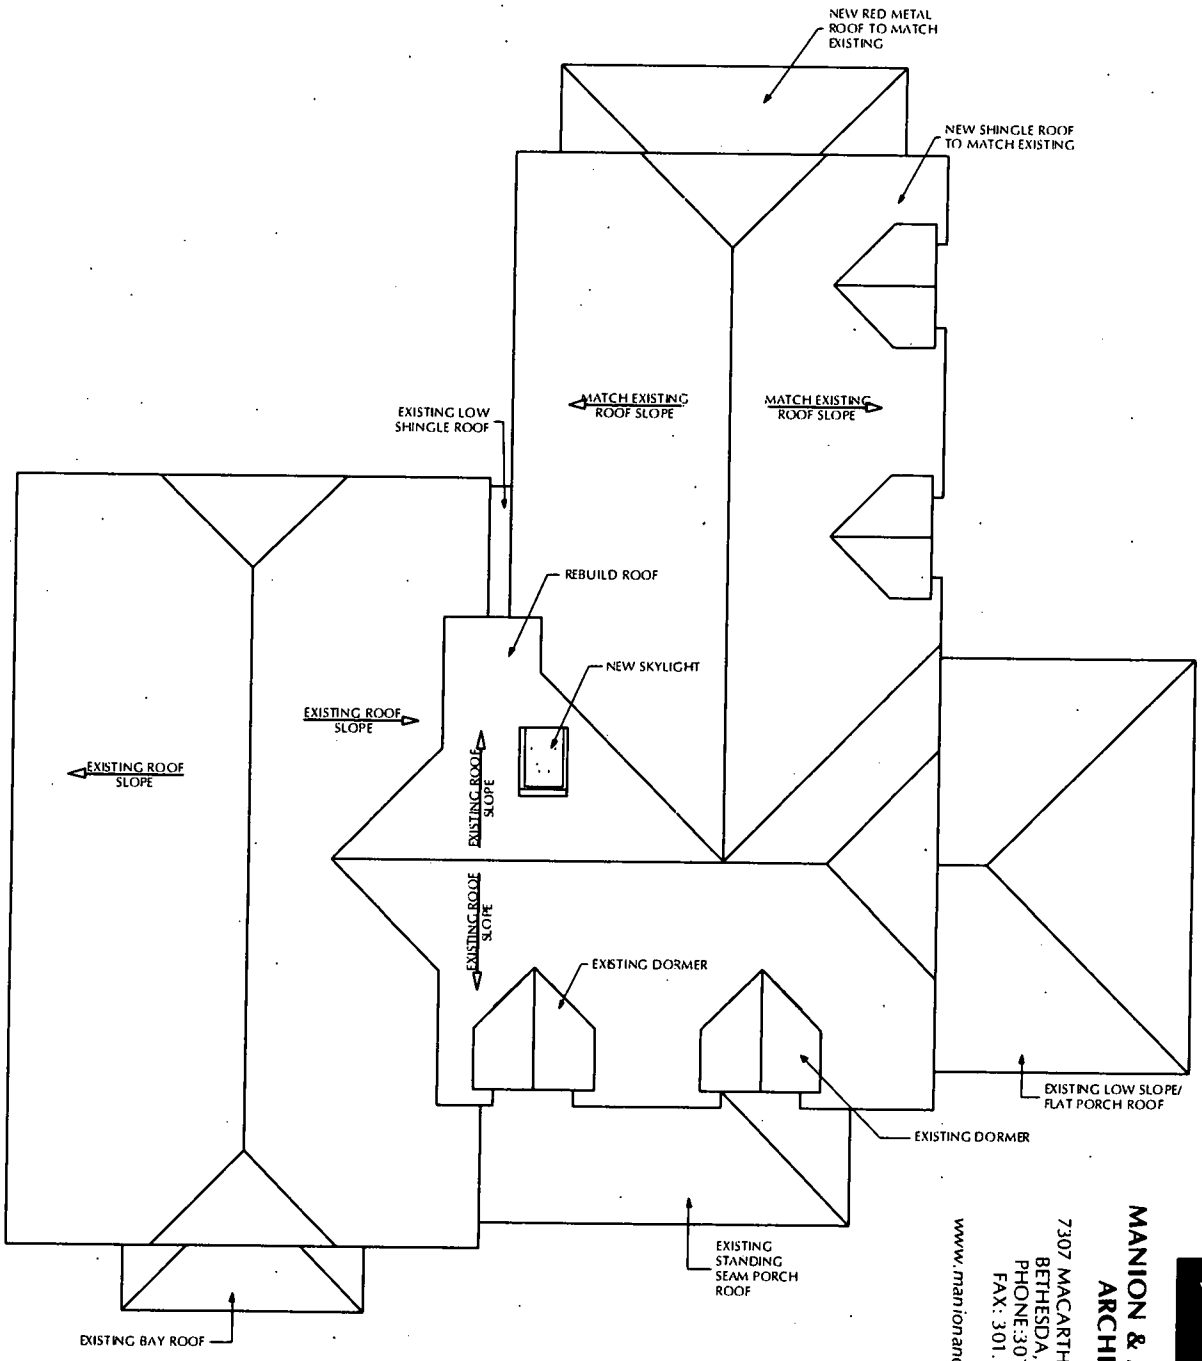 NEW RED METAL
ROOF TO MATCH
EXISTING
NEW SHINGLE ROOF
TO MATCH EXISTING
MATCH EXISTING
ROOF SLOPE
MATCH EXISTING
ROOF SLOPE
EXISTING LOW
SHINGLE ROOF
REBUILD ROOF
NEW SKYLIGHT
EXISTING ROOF
SLOPE
EXISTING ROOF
SLOPE
EXISTING ROOF
SLOPE
EXISTING ROOF
SLOPE
EXISTING DORMER
EXISTING LOW SLOPE/
FLAT PORCH ROOF
EXISTING DORMER
EXISTING
STANDING
SEAM PORCH
ROOF
EXISTING BAY ROOF
MANION &
ARCHI
7307 MACARTH
BETHESDA,
PHONE:30
FAX: 301.
www.manionand